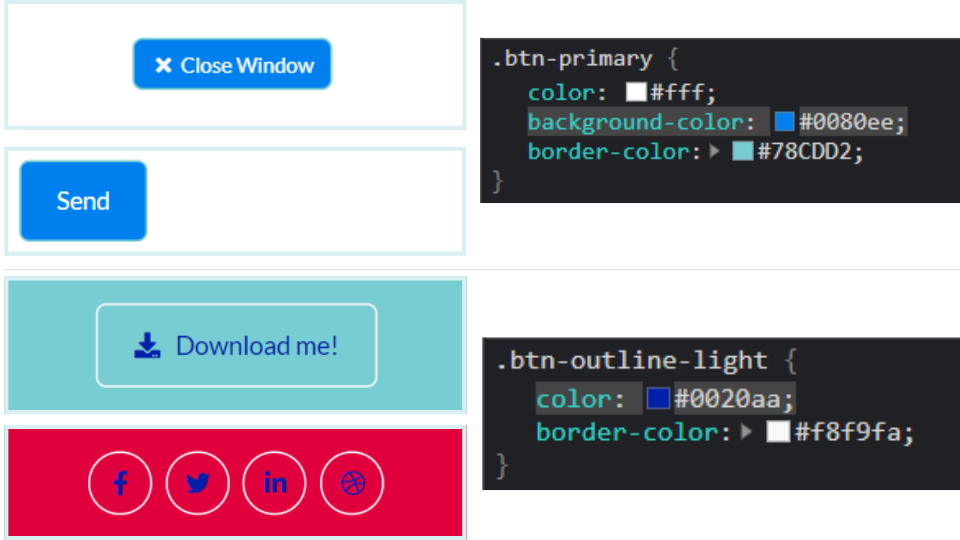 Close Window
Send
Download me!
f
in
.btn-primary {
color: #fff;
background-color: #0080ee;
border-color: #78CDD2;
}
.btn-outline-light {
color: #0020aa;
border-color: #f8f9fa;
}